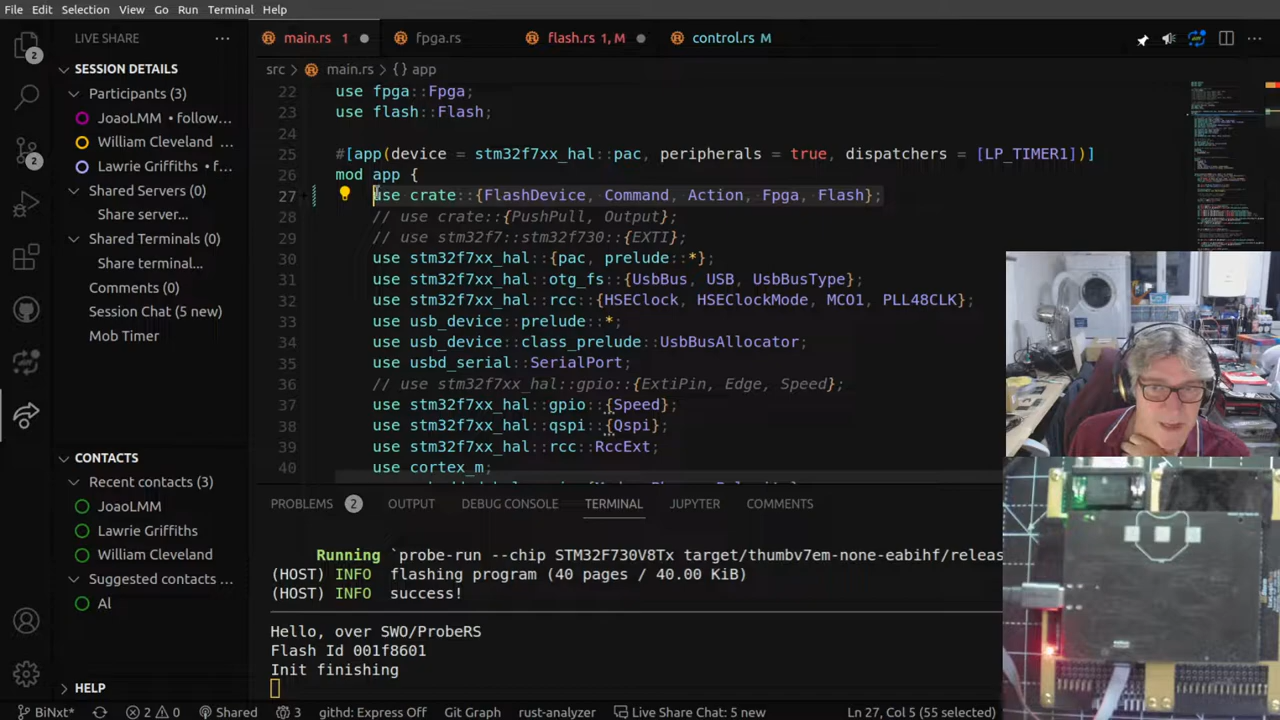 File Edit Selection View Go Run Terminal Help
2
LIVE SHARE
main.rs 1
fpga.rs
flash.rs 1, M
control.rs M
SESSION DETAILS
Participants (3)
JoaoLMM • follow...
William Cleveland ...
Lawrie Griffiths • f...
Shared Servers (0)
Share server...
Shared Terminals (0)
Share terminal...
Comments (1)
Session Chat (5 new)
Mob Timer
2
CONTACTS
Recent contacts (3)
JoaoLMM
Lawrie Griffiths
William Cleveland
Suggested contacts ...
Al
HELP
src > main.rs > {} app
22 use fpga::Fpga;
23 use flash::Flash;
24
25 #[app(device = stm32f7xx_hal::pac, peripherals = true, dispatchers = [LP_TIMER1])]
26 mod app {
27 use crate::{FlashDevice, Command, Action, Fpga, Flash};
28 // use crate::{PushPull, Output};
29 // use stm32f7::stm32f730::{EXTI};
30 use stm32f7xx_hal::{pac, prelude::*};
31 use stm32f7xx_hal::otg_fs::{UsbBus, USB, UsbBusType};
32 use stm32f7xx_hal::rcc::{HSEClock, HSEClockMode, MCO1, PLL48CLK};
33 use usb_device::prelude::*;
34 use usb_device::class_prelude::UsbBusAllocator;
35 use usbd_serial::SerialPort;
36 // use stm32f7xx_hal::gpio::{ExtiPin, Edge, Speed};
37 use stm32f7xx_hal::gpio::{Speed};
38 use stm32f7xx_hal::qspi::{Qspi};
39 use stm32f7xx_hal::rcc::RccExt;
40 use cortex_m;
PROBLEMS 2 OUTPUT DEBUG CONSOLE TERMINAL JUPYTER COMMENTS
Running `probe-run --chip STM32F730V8Tx target/thumbv7em-none-eabihf/releas
(HOST) INFO flashing program (40 pages / 40.00 KiB)
(HOST) INFO success!
Hello, over SWO/ProbeRS
Flash Id 001f8601
Init finishing
BiNxt* 2 0 Shared 3 githd: Express Off Git Graph rust-analyzer Live Share Chat: 5 new Ln 27, Col 5 (55 selected)